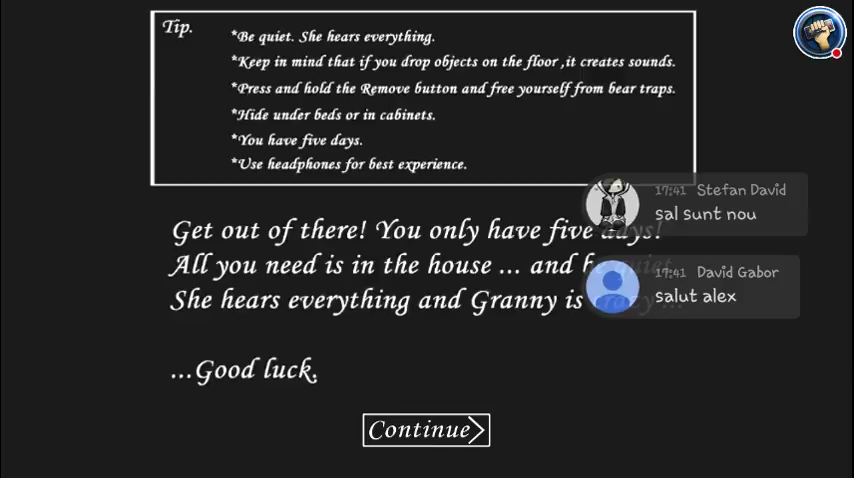 Tip.
*Be quiet. She hears everything.
*Keep in mind that if you drop objects on the floor ,it creates sounds.
*Press and hold the Remove button and free yourself from bear traps.
*Hide under beds or in cabinets.
*You have five days.
*Use headphones for best experience.
17:41 Stefan David
sal sunt nou
Get out of there! You only have five days!
All you need is in the house ... and be quiet
17:41 David Gabor
salut alex
She hears everything and Granny is crazy ...
...Good luck.
Continue